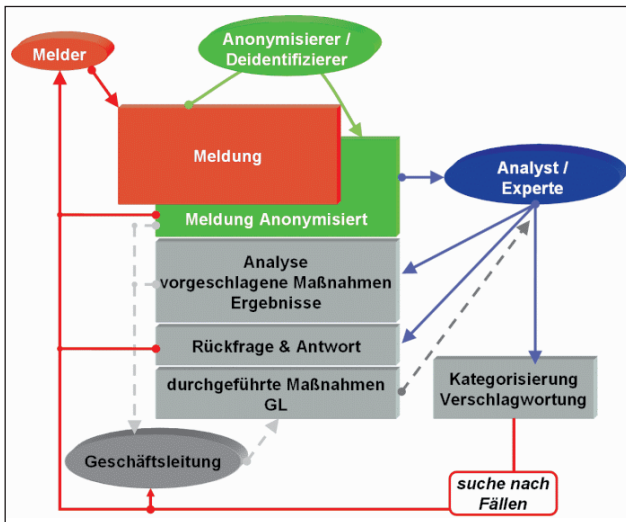 Melder
Anonymisierer /
Deidentifizierer
Meldung
Analyst /
Experte
Meldung Anonymisiert
Analyse
vorgeschlagene Maßnahmen
Ergebnisse
Rückfrage & Antwort
durchgeführte Maßnahmen
GL
Kategorisierung
Verschlagwortung
Geschäftsleitung
suche nach
Fällen